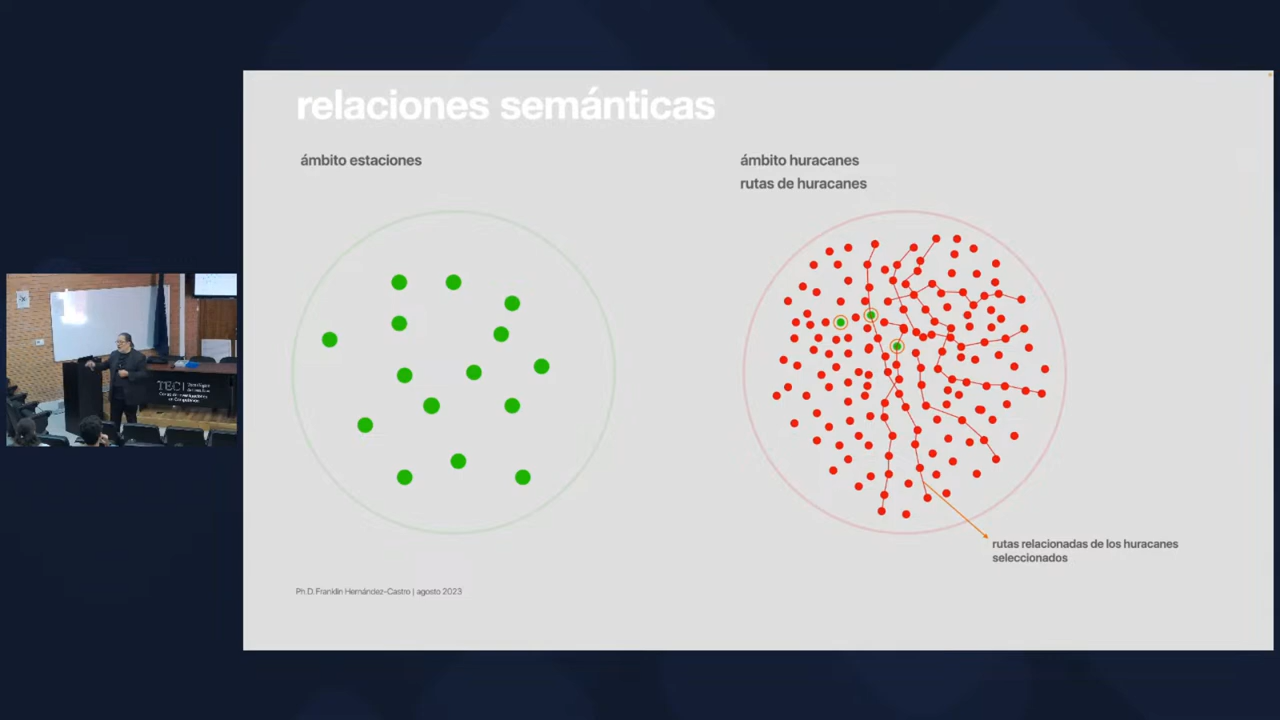 relaciones semánticas
ámbito estaciones
ámbito huracanes
rutas de huracanes
rutas relacionadas de los huracanes
seleccionados
Ph.D. Franklin Hernández-Castro | agosto 2023
TEC